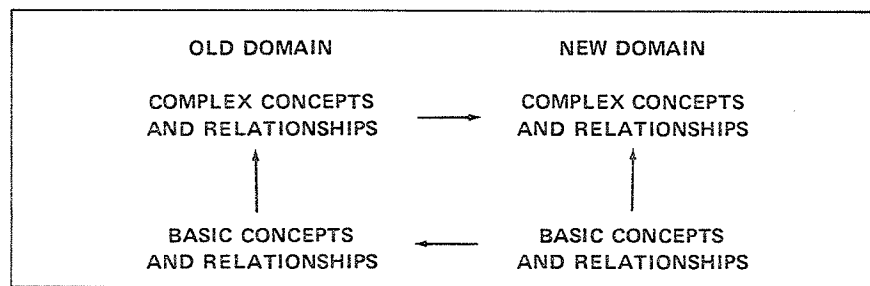 OLD DOMAIN NEW DOMAIN
COMPLEX CONCEPTS COMPLEX CONCEPTS
AND RELATIONSHIPS AND RELATIONSHIPS
BASIC CONCEPTS BASIC CONCEPTS
AND RELATIONSHIPS AND RELATIONSHIPS